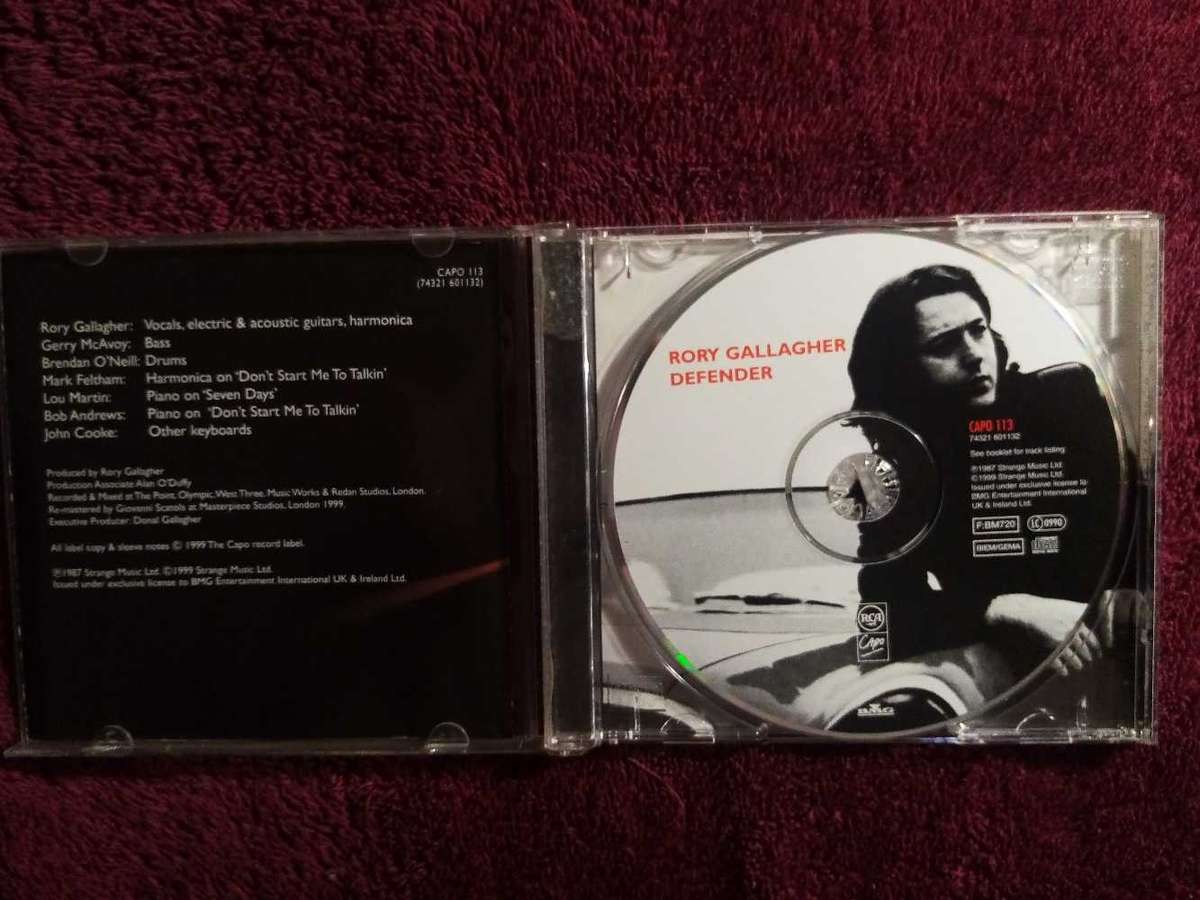 CAPO 113
(74321 601132)
Rory Gallagher: Vocals, electric & acoustic guitars, harmonica
Gerry McAvoy: Bass
Brendan O'Neill: Drums
Mark Feltham: Harmonica on 'Don't Start Me To Talkin'
Lou Martin: Piano on 'Seven Days'
Bob Andrews: Piano on 'Don't Start Me To Talkin'
John Cooke: Other keyboards
Produced by Rory Gallagher
Production Associate: Alan O'Duffy
Recorded & Mixed at The Point, Olympic, West Three, Music Works & Redan Studios, London.
Re-mastered by Giovanni Scatola at Masterpiece Studios, London 1999.
Executive Producer: Donal Gallagher
All label copy & sleeve notes © 1999 The Capo record label.
℗1987 Strange Music Ltd. ©1999 Strange Music Ltd.
Issued under exclusive license to BMG Entertainment International UK & Ireland Ltd.
RORY GALLAGHER
DEFENDER
CAPO 113
74321 601132
See booklet for track listing
℗1987 Strange Music Ltd.
©1999 Strange Music Ltd.
Issued under exclusive license to
BMG Entertainment International
UK & Ireland Ltd.
F:BM720
LC 0990
BIEM/GEMA
RCA
Capo
BMG